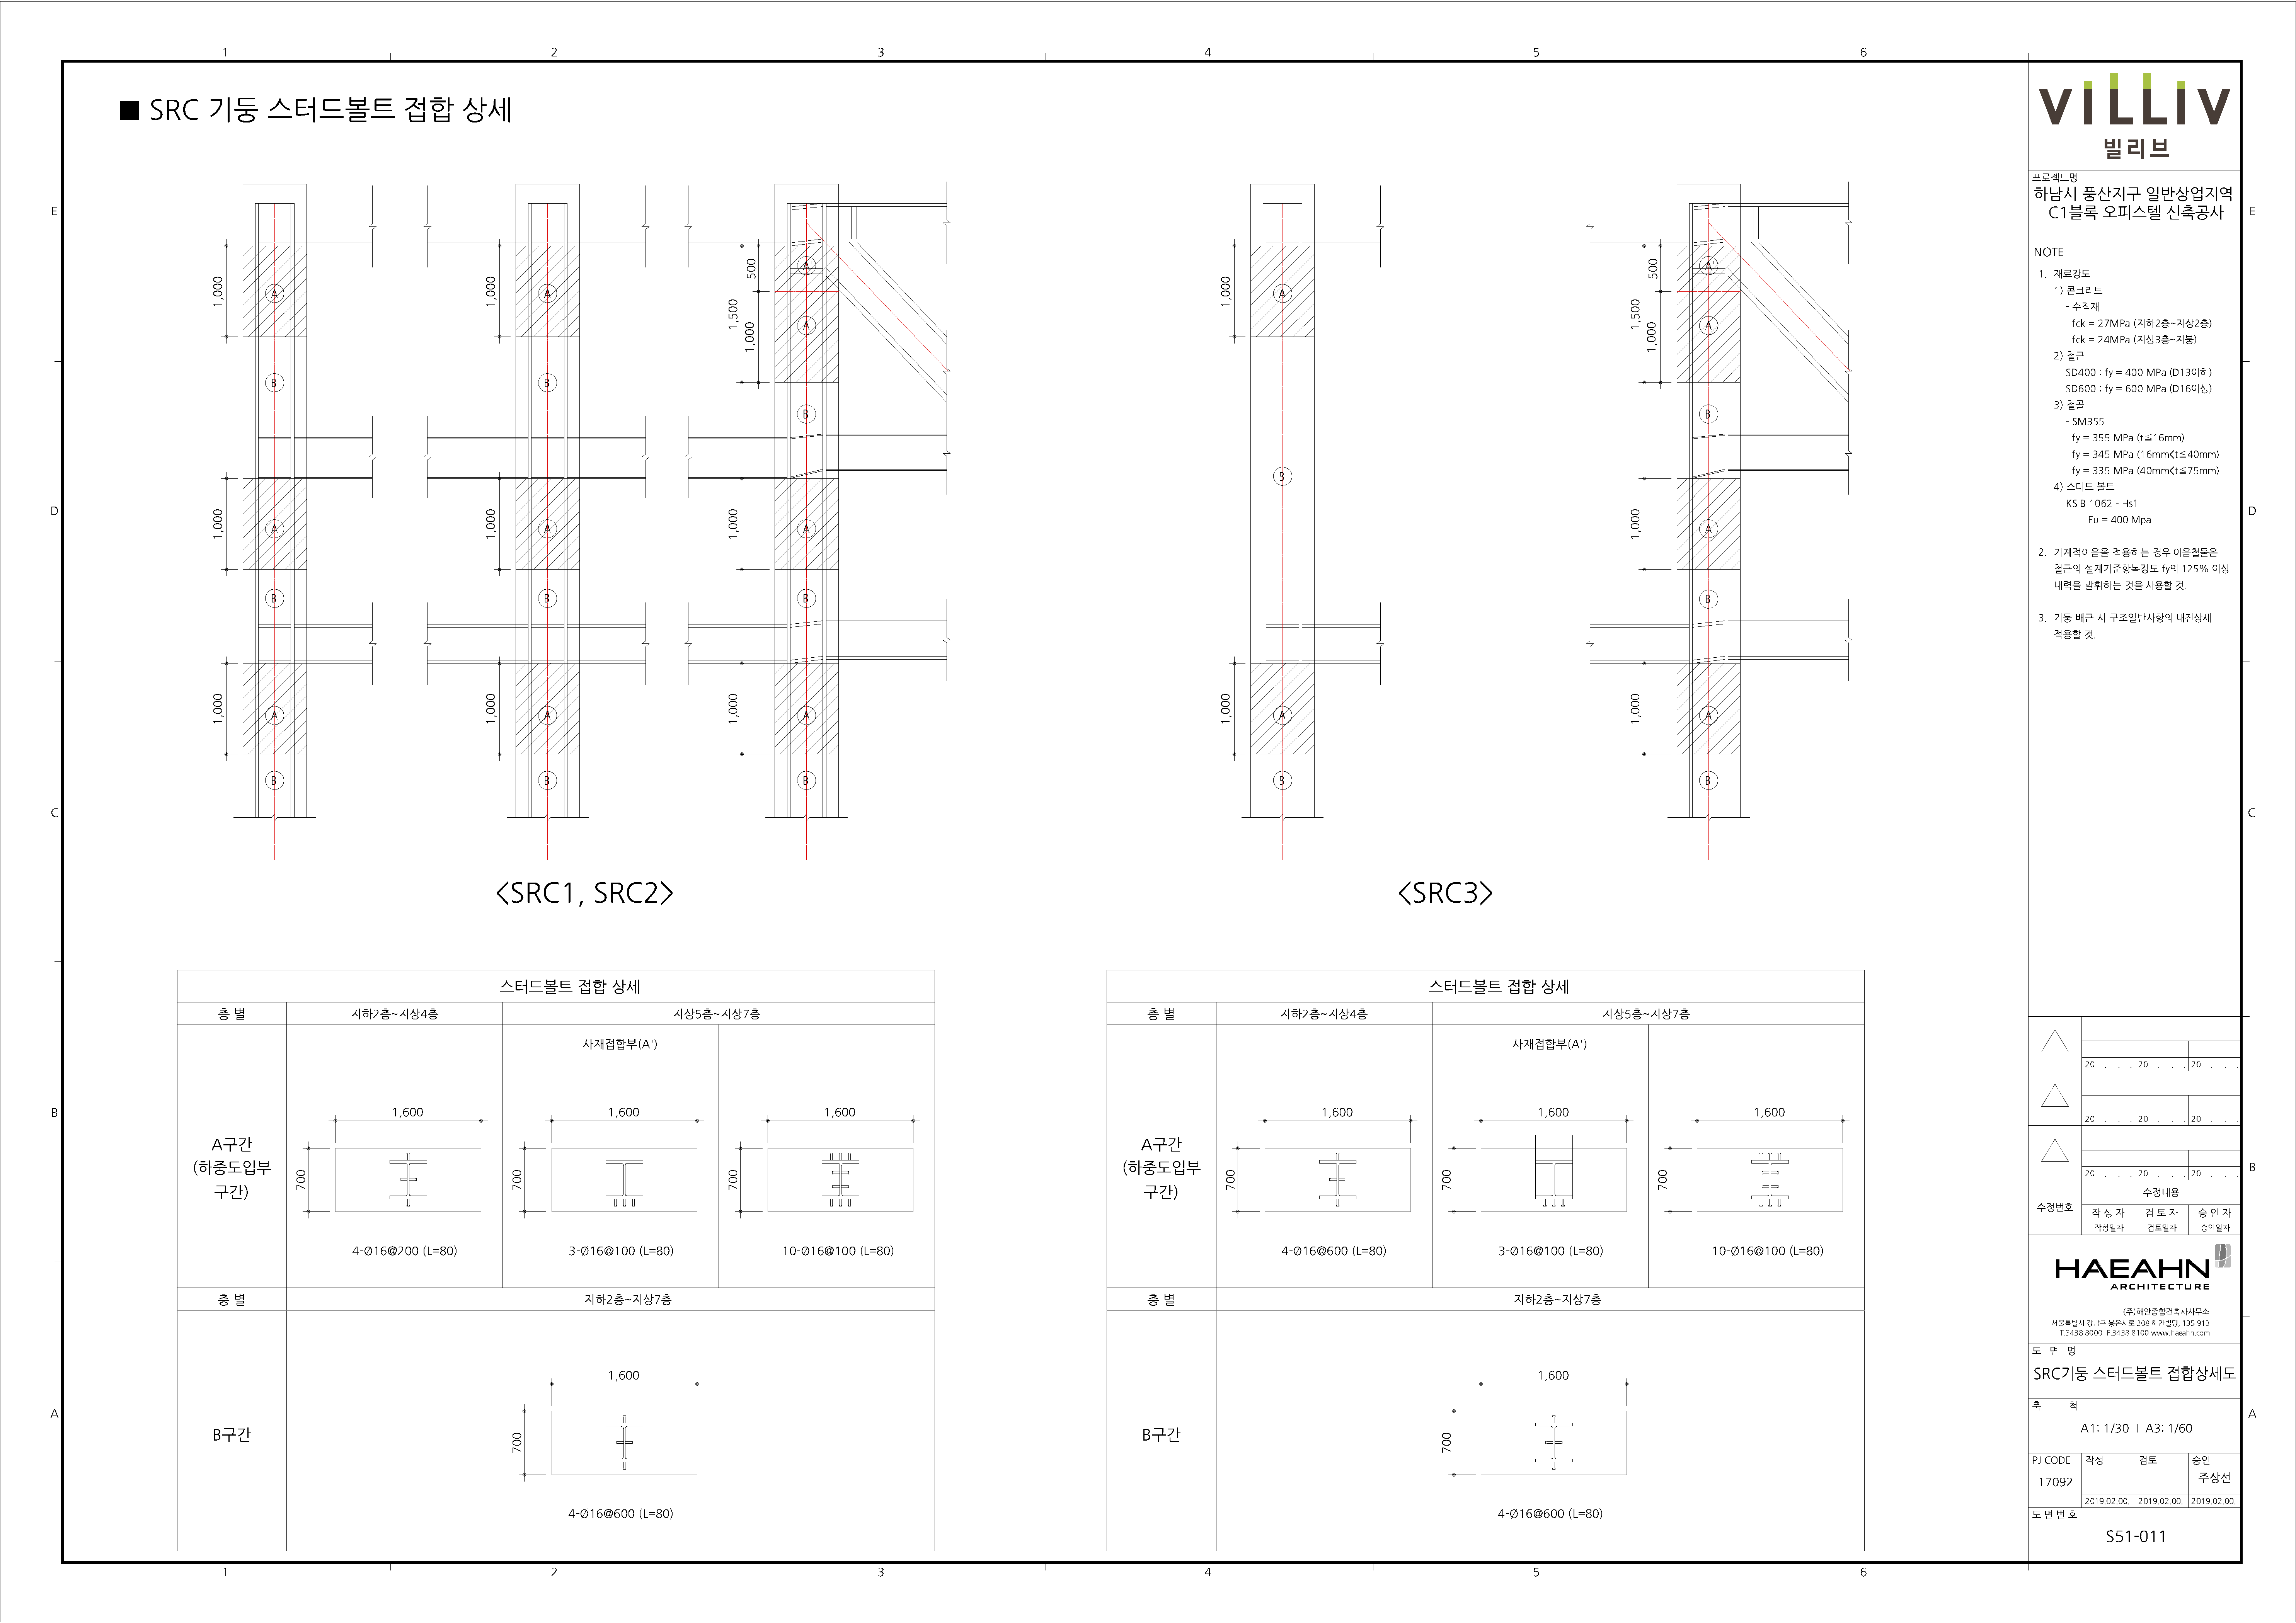 1 2 3 4 5 6
■ SRC 기둥 스터드볼트 접합 상세
E
D
C
B
A
1,000
A
B
1,000
A
B
1,000
A
B
1,000
A
B
1,000
A
B
1,000
A
B
500
1,500
1,000
A'
A
B
1,000
A
B
1,000
A
B
<SRC1, SRC2>
1,000
A
B
1,000
A
B
500
1,500
1,000
A'
A
B
1,000
A
B
1,000
A
B
<SRC3>
스터드볼트 접합 상세
층 별 지하2층~지상4층 지상5층~지상7층
사재접합부(A')
A구간
(하중도입부
구간)
1,600 1,600 1,600
700 700 700
4-Ø16@200 (L=80) 3-Ø16@100 (L=80) 10-Ø16@100 (L=80)
층 별 지하2층~지상7층
B구간
1,600
700
4-Ø16@600 (L=80)
스터드볼트 접합 상세
층 별 지하2층~지상4층 지상5층~지상7층
사재접합부(A')
A구간
(하중도입부
구간)
1,600 1,600 1,600
700 700 700
4-Ø16@600 (L=80) 3-Ø16@100 (L=80) 10-Ø16@100 (L=80)
층 별 지하2층~지상7층
B구간
1,600
700
4-Ø16@600 (L=80)
VILLIV
빌리브
프로젝트명
하남시 풍산지구 일반상업지역
C1블록 오피스텔 신축공사
NOTE
1. 재료강도
1) 콘크리트
- 수직재
fck = 27MPa (지하2층~지상2층)
fck = 24MPa (지상3층~지붕)
2) 철근
SD400 : fy = 400 MPa (D13이하)
SD600 : fy = 600 MPa (D16이상)
3) 철골
- SM355
fy = 355 MPa (t≦16mm)
fy = 345 MPa (16mm<t≦40mm)
fy = 335 MPa (40mm<t≦75mm)
4) 스터드 볼트
KS B 1062 - Hs1
Fu = 400 Mpa
2. 기계적이음을 적용하는 경우 이음철물은
철근의 설계기준항복강도 fy의 125% 이상
내력을 발휘하는 것을 사용할 것.
3. 기둥 배근 시 구조일반사항의 내진상세
적용할 것.
20 . . . 20 . . . 20 . . .
20 . . . 20 . . . 20 . . .
20 . . . 20 . . . 20 . . .
수정번호 수정내용
작 성 자 검 토 자 승 인 자
작성일자 검토일자 승인일자
HAEAHN
ARCHITECTURE
(주)해안종합건축사사무소
서울특별시 강남구 봉은사로 208 해안빌딩, 135-913
T.3438 8000 F.3438 8100 www.haeahn.com
도 면 명
SRC기둥 스터드볼트 접합상세도
축 척
A1: 1/30 I A3: 1/60
PJ CODE 작성 검토 승인
17092 주상선
2019.02.00. 2019.02.00. 2019.02.00.
도 면 번 호
S51-011
E
D
C
B
B
A
1 2 3 4 5 6